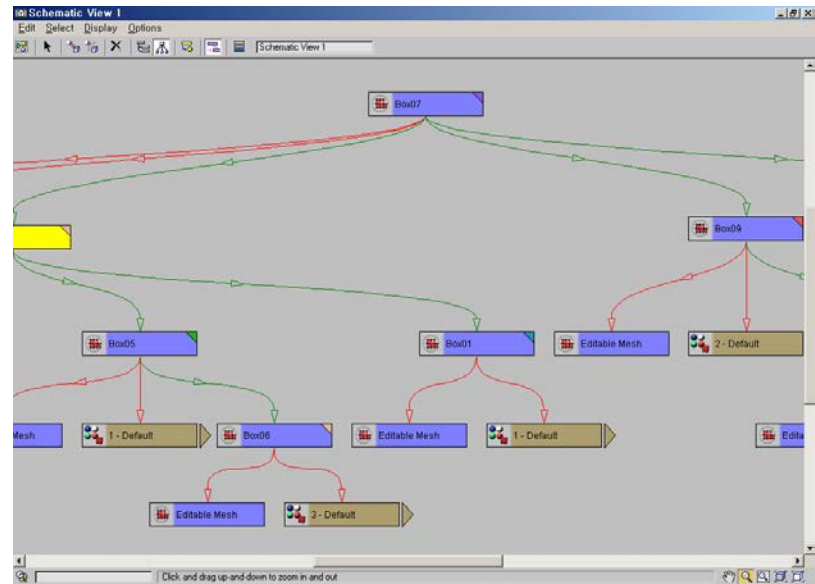 Schematic View 1
Edit Select Display Options
Schematic View 1
Box07
Box09
Box05
Box01
Editable Mesh
2 - Default
Mesh
1 - Default
Box06
Editable Mesh
1 - Default
Edita
Editable Mesh
3 - Default
Click and drag up-and-down to zoom in and out